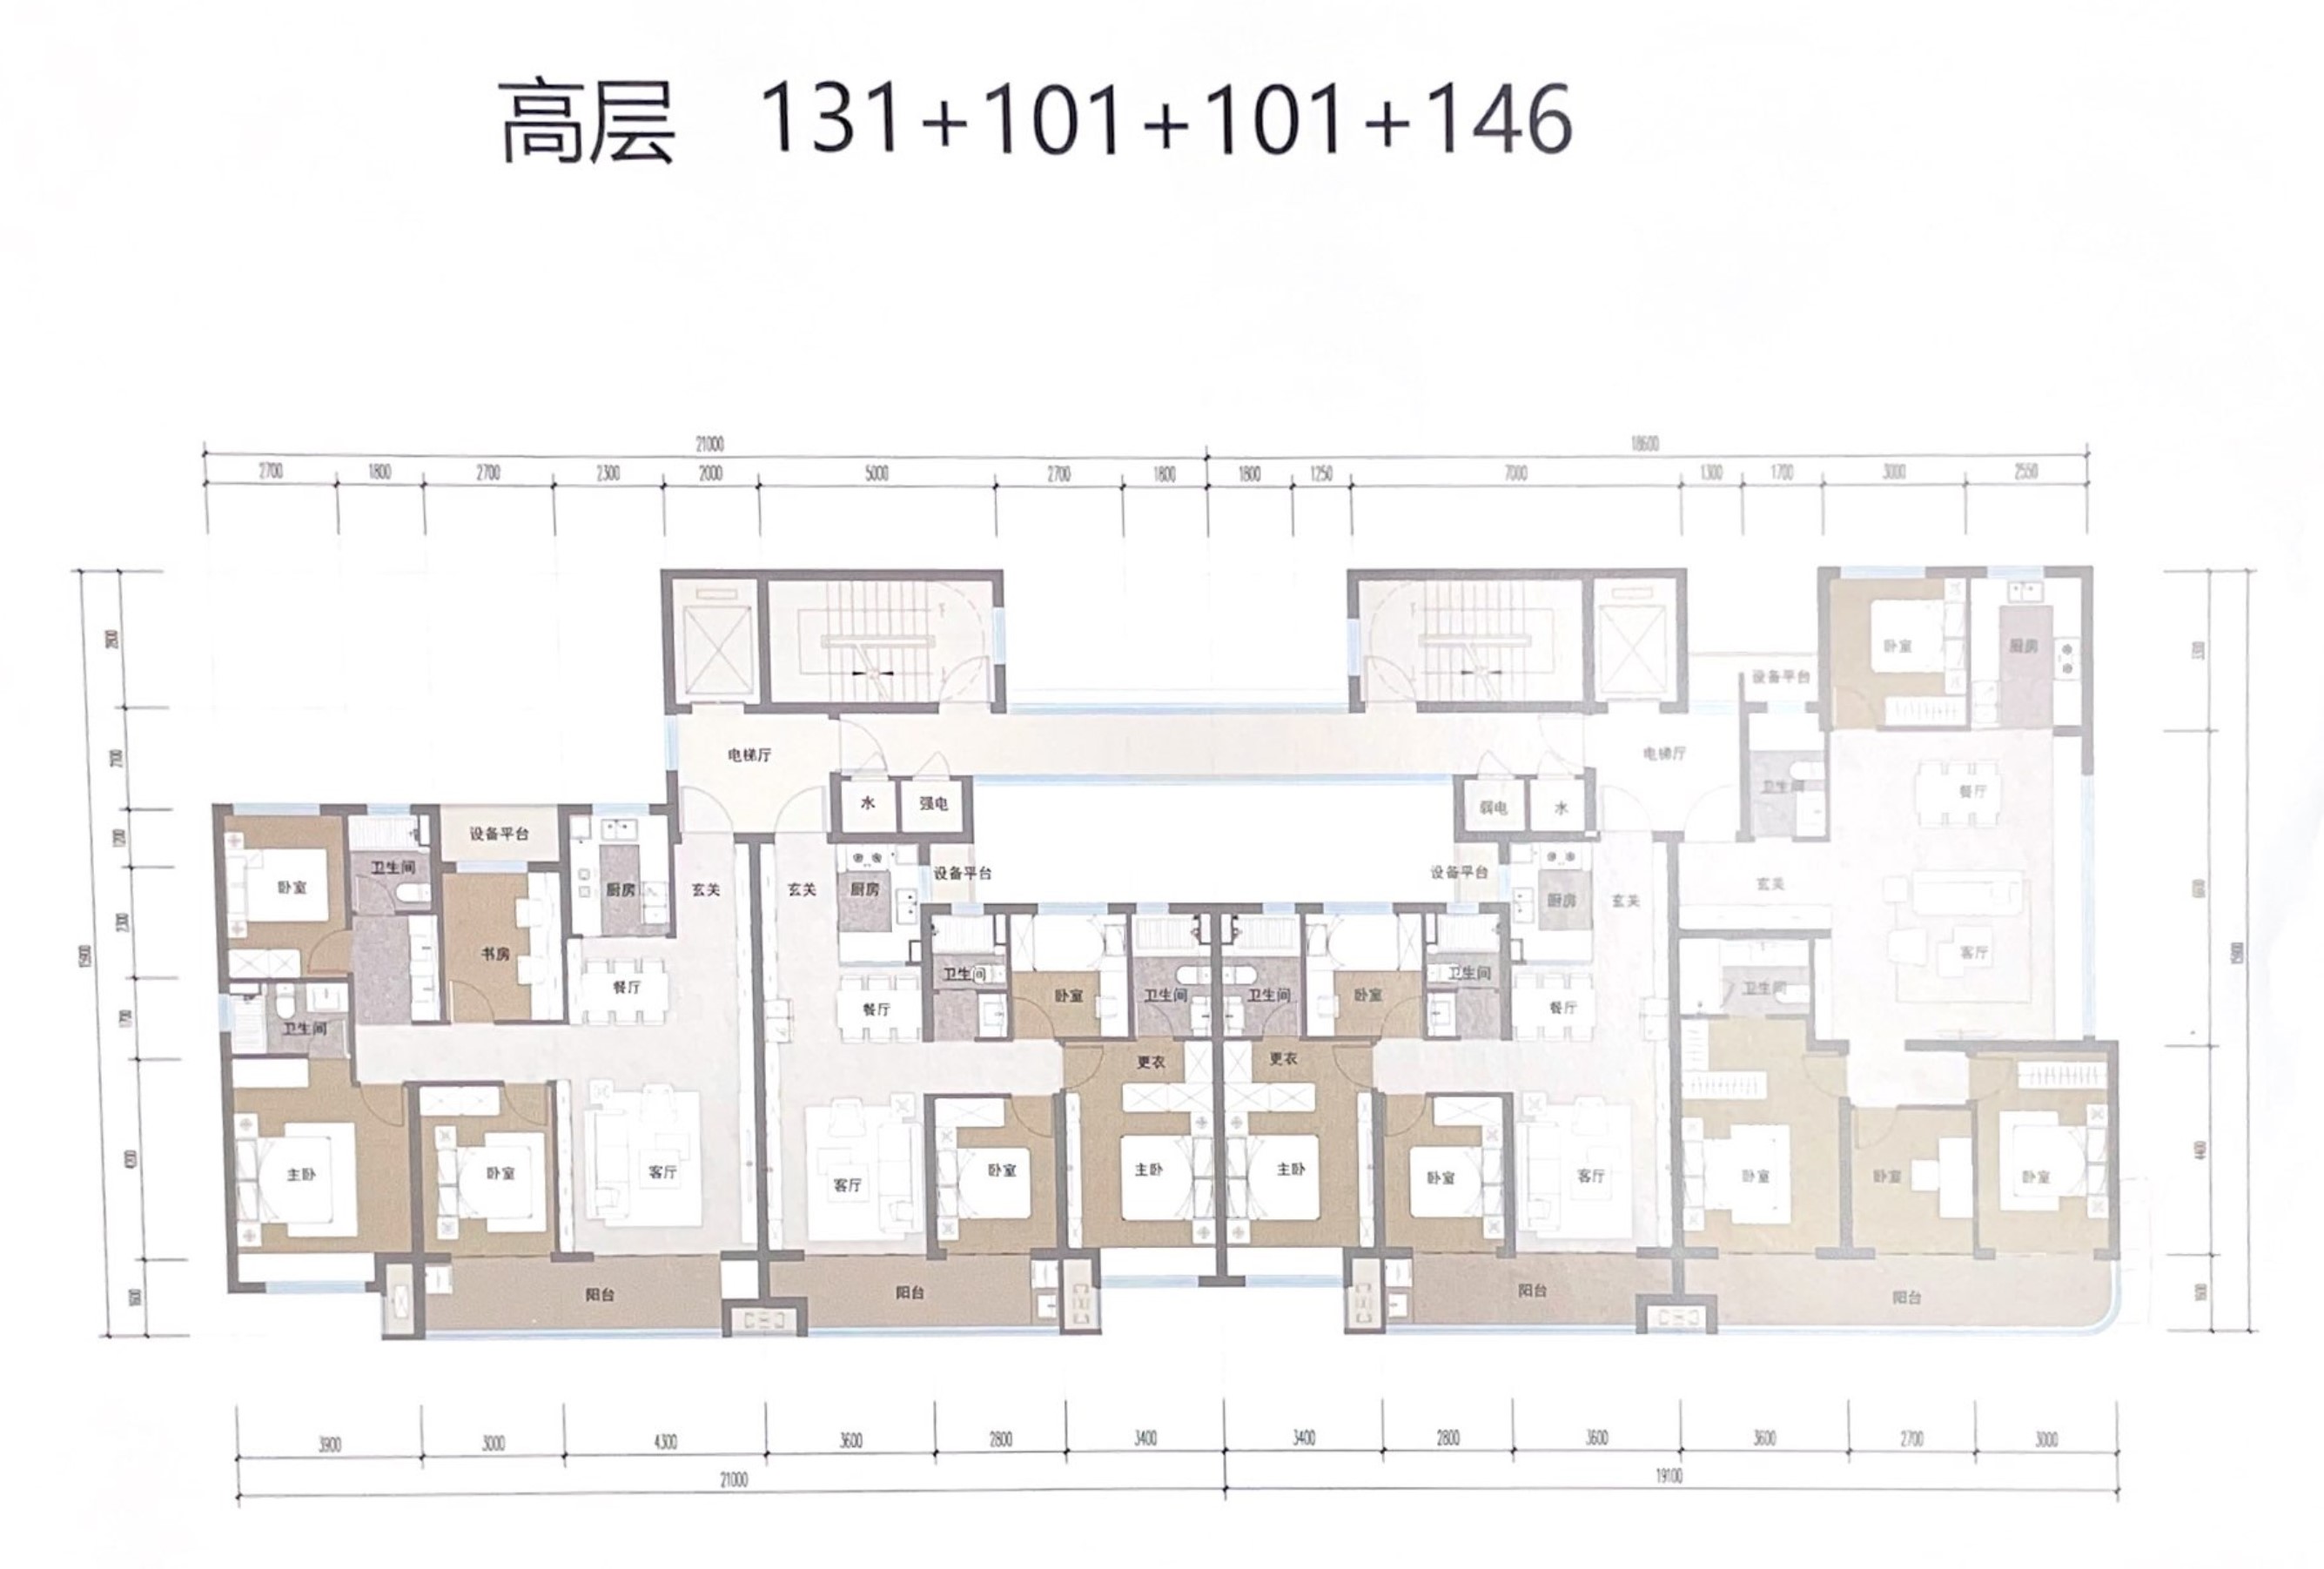 高层 131+101+101+146
21000 18600
2700 1800 2700 2300 2000 5000 2700 1800 1800 1250 7000 1300 1700 3000 2550
卧室 厨房
设备平台
电梯厅 电梯厅
水 强电 弱电 水 卫生间 餐厅
设备平台
卫生间 设备平台 设备平台
卧室 厨房 玄关 玄关 厨房 厨房 玄关 玄关
书房 客厅
餐厅 卫生间 卧室 卫生间 卫生间 卧室 卫生间 卫生间
卫生间 餐厅 餐厅
更衣 更衣
主卧 卧室 客厅 客厅 卧室 主卧 主卧 卧室 客厅 卧室 卧室 卧室
阳台 阳台 阳台 阳台
2100
1200
2300
1700
15900
1600
3300
4400
1600
3900 3000 4300 3600 2800 3400 3400 2800 3600 3600 2700 3000
21000 19100